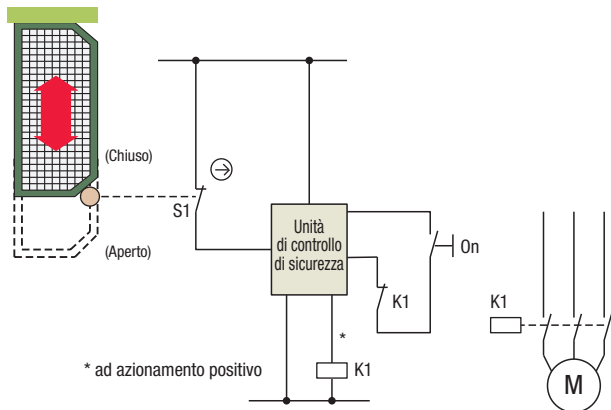 (Chiuso)
S1
(Aperto)
Unità
di controllo
di sicurezza
On
K1
K1
*
K1
* ad azionamento positivo
M